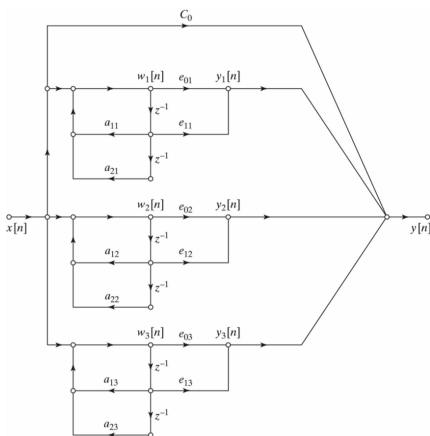 C₀
w₁[n] e₀₁ y₁[n]
z⁻¹
a₁₁ e₁₁
z⁻¹
a₂₁
w₂[n] e₀₂ y₂[n]
x[n] z⁻¹ y[n]
a₁₂ e₁₂
z⁻¹
a₂₂
w₃[n] e₀₃ y₃[n]
z⁻¹
a₁₃ e₁₃
z⁻¹
a₂₃